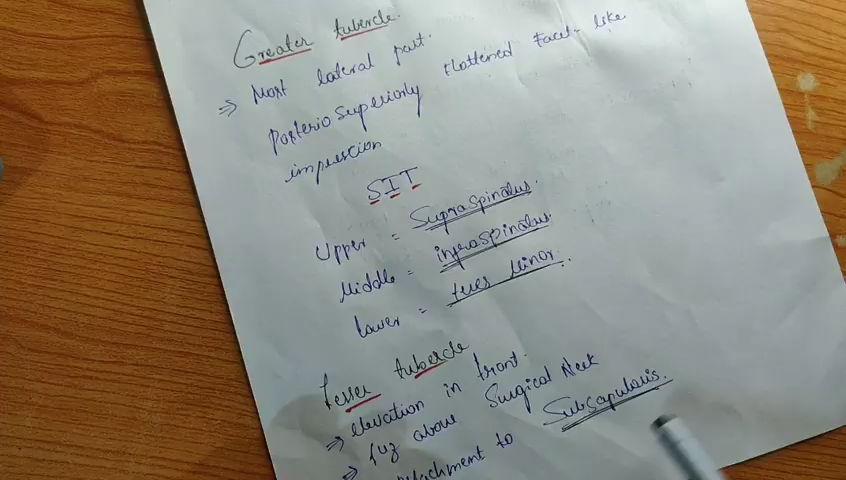 Greater tubercle.
⇒ Most lateral part.
Posterio superiorly flattened Facet-like
impression
SIT
Upper = Supraspinatus.
Middle = infraspinatus.
Lower = teres Minor.
Lesser tubercle
⇒ elevation in front.
⇒ Juz above Surgical Neck
attachment to Subscapularis.